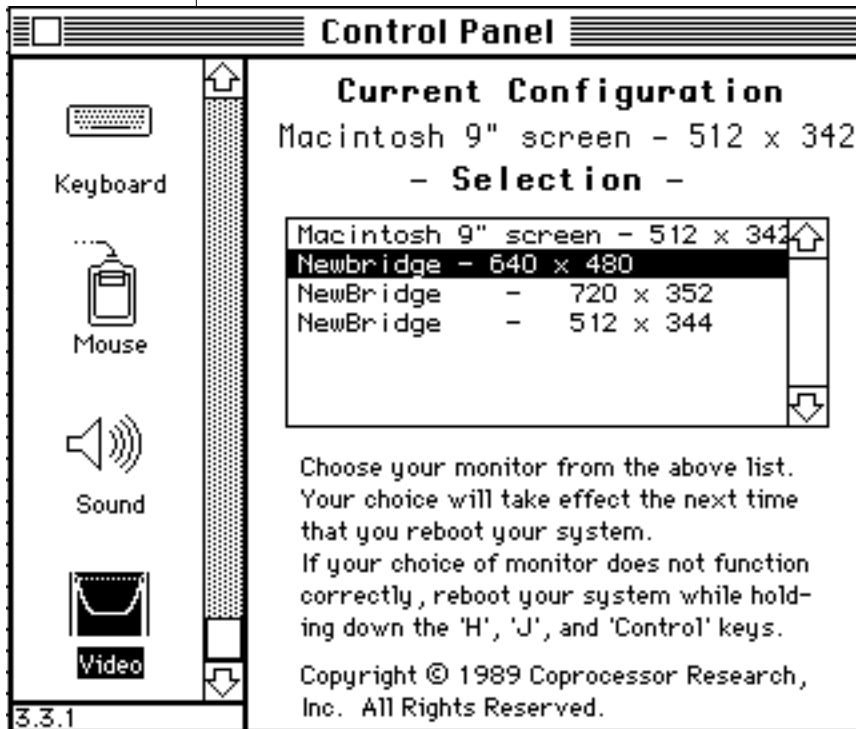 Control Panel
Keyboard
Mouse
Sound
Video
3.3.1
Current Configuration
Macintosh 9" screen - 512 x 342
- Selection -
Macintosh 9" screen - 512 x 342
Newbridge - 640 x 480
NewBridge - 720 x 352
NewBridge - 512 x 344
Choose your monitor from the above list.
Your choice will take effect the next time
that you reboot your system.
If your choice of monitor does not function
correctly, reboot your system while hold-
ing down the 'H', 'J', and 'Control' keys.
Copyright © 1989 Coprocessor Research,
Inc. All Rights Reserved.